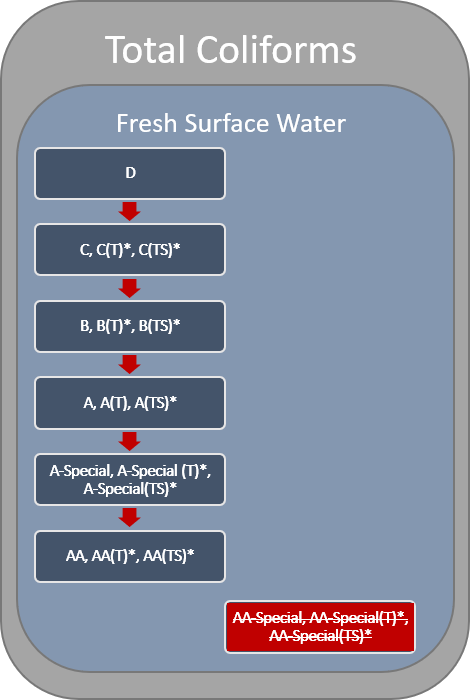 Total Coliforms
Fresh Surface Water
D
C, C(T)*, C(TS)*
B, B(T)*, B(TS)*
A, A(T), A(TS)*
A-Special, A-Special (T)*,
A-Special(TS)*
AA, AA(T)*, AA(TS)*
AA-Special, AA-Special(T)*,
AA-Special(TS)*